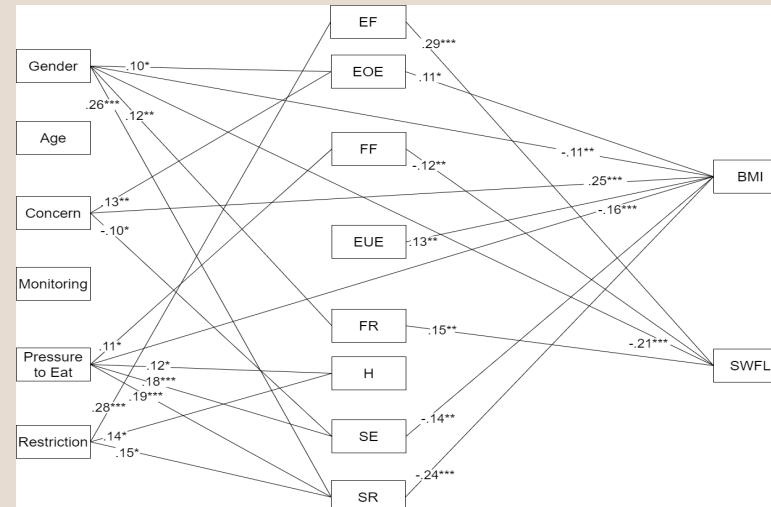 EF
.29***
Gender
.10*
EOE
.11*
.26***
.12**
Age
FF
-.12**
-.11**
BMI
.25***
Concern
.13**
-.16***
-.10*
EUE
.13**
Monitoring
FR
.15**
-.21***
.11*
Pressure
to Eat
.12*
H
SWFL
.18***
.19***
.28***
Restriction
.14*
SE
-.14**
.15*
-.24***
SR